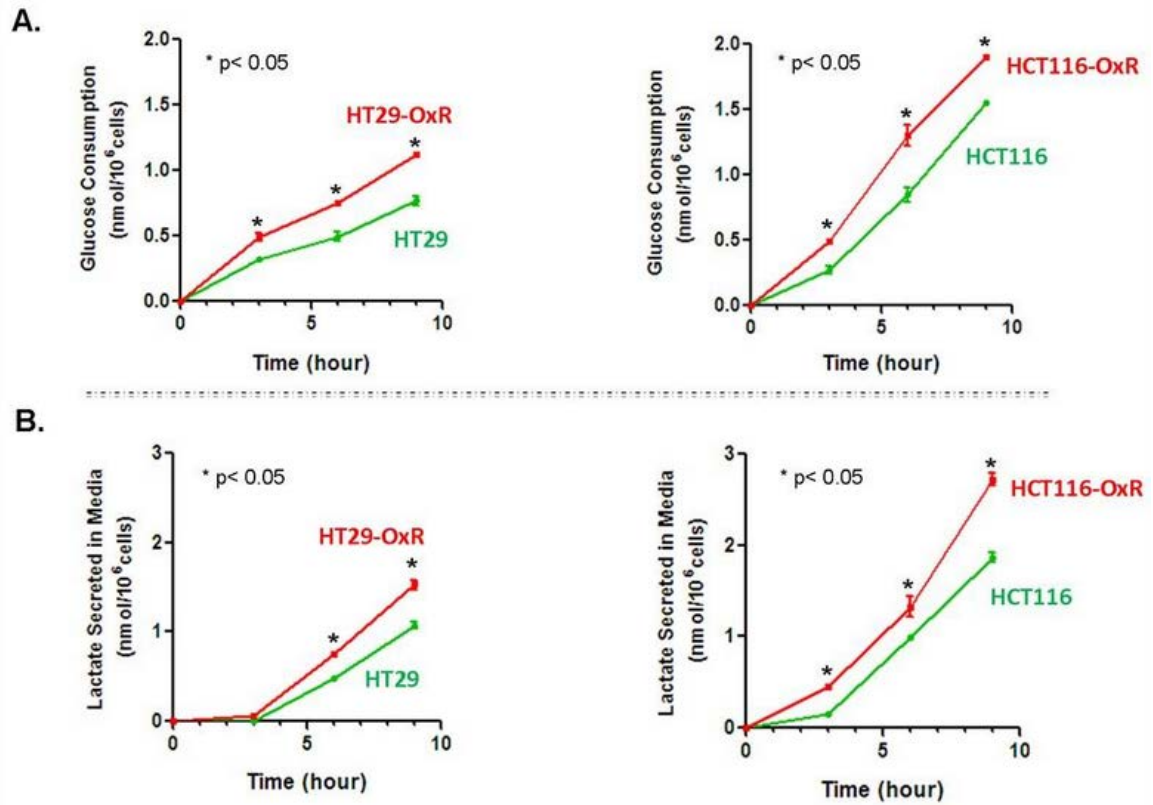 A.
Glucose Consumption
(nmol/10⁶cells)
2.0
1.5
1.0
0.5
0.0
* p< 0.05
HT29-OxR
*
*
*
HT29
0
5
10
Time (hour)
Glucose Consumption
(nmol/10⁶cells)
2.0
1.5
1.0
0.5
0.0
* p< 0.05
HCT116-OxR
*
*
*
HCT116
0
5
10
Time (hour)
B.
Lactate Secreted in Media
(nmol/10⁶cells)
3
2
1
0
* p< 0.05
HT29-OxR
*
*
HT29
0
5
10
Time (hour)
Lactate Secreted in Media
(nmol/10⁶cells)
3
2
1
0
* p< 0.05
HCT116-OxR
*
*
*
HCT116
0
5
10
Time (hour)